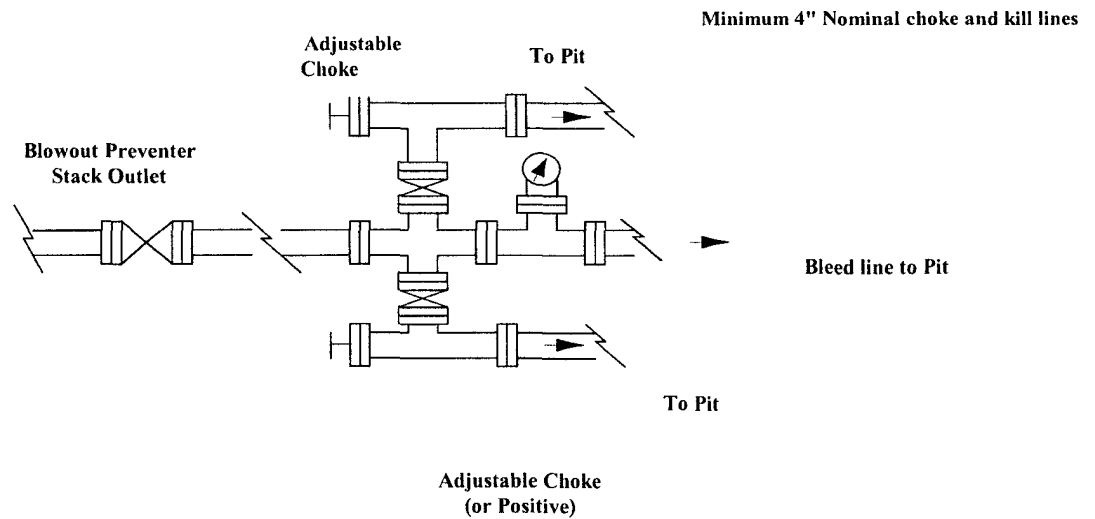 Minimum 4" Nominal choke and kill lines
Adjustable
Choke
To Pit
Blowout Preventer
Stack Outlet
Bleed line to Pit
To Pit
Adjustable Choke
(or Positive)